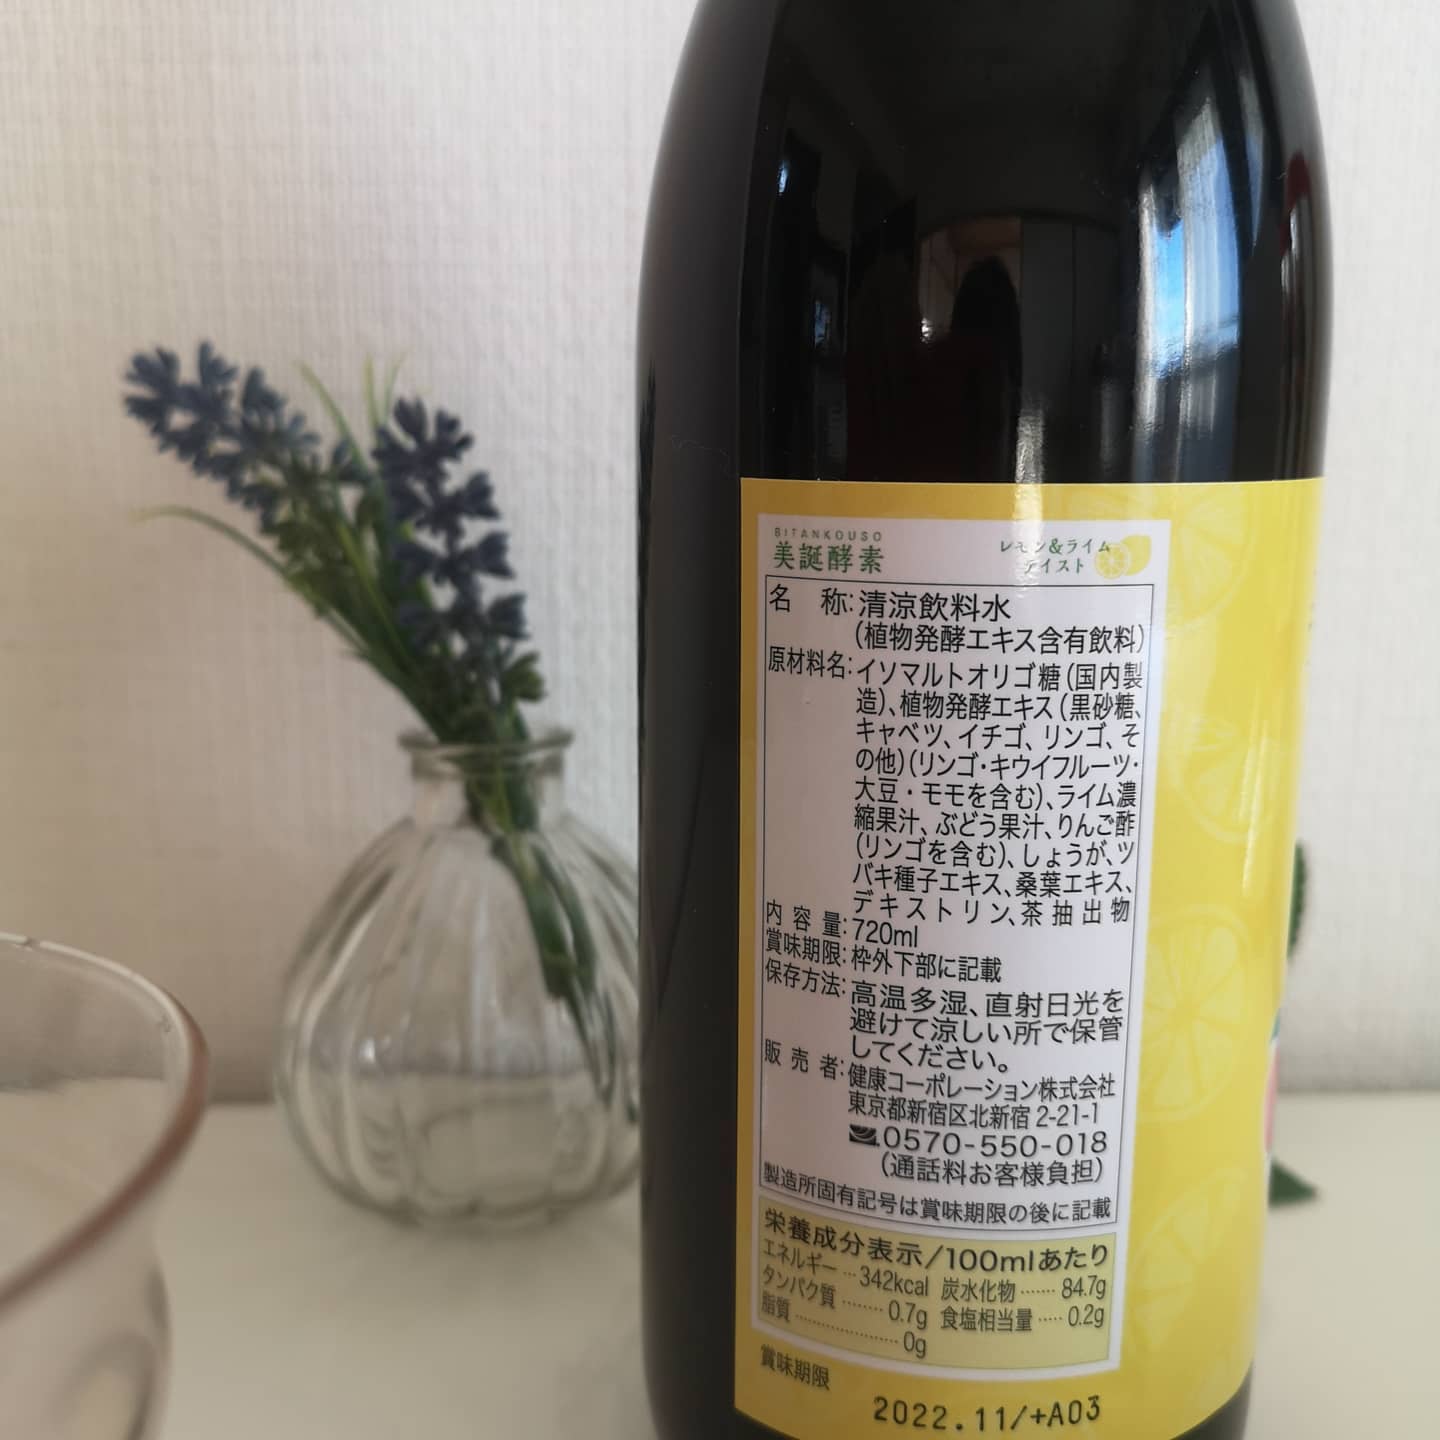 BITANKOUSO
美誕酵素
レモン&ライム
テイスト
名 称:清涼飲料水
(植物発酵エキス含有飲料)
原材料名:イソマルトオリゴ糖(国内製
造)、植物発酵エキス(黒砂糖、
キャベツ、イチゴ、リンゴ、そ
の他)(リンゴ・キウイフルーツ・
大豆・モモを含む)、ライム濃
縮果汁、ぶどう果汁、りんご酢
(リンゴを含む)、しょうが、ツ
バキ種子エキス、桑葉エキス、
デキストリン、茶抽出物
内容量:720ml
賞味期限:枠外下部に記載
保存方法:高温多湿、直射日光を
避けて涼しい所で保管
してください。
販売者:健康コーポレーション株式会社
東京都新宿区北新宿2-21-1
0570-550-018
(通話料お客様負担)
製造所固有記号は賞味期限の後に記載
栄養成分表示/100mlあたり
エネルギー…342kcal 炭水化物……84.7g
タンパク質………0.7g 食塩相当量……0.2g
脂質…………………0g
賞味期限
2022.11/+A03